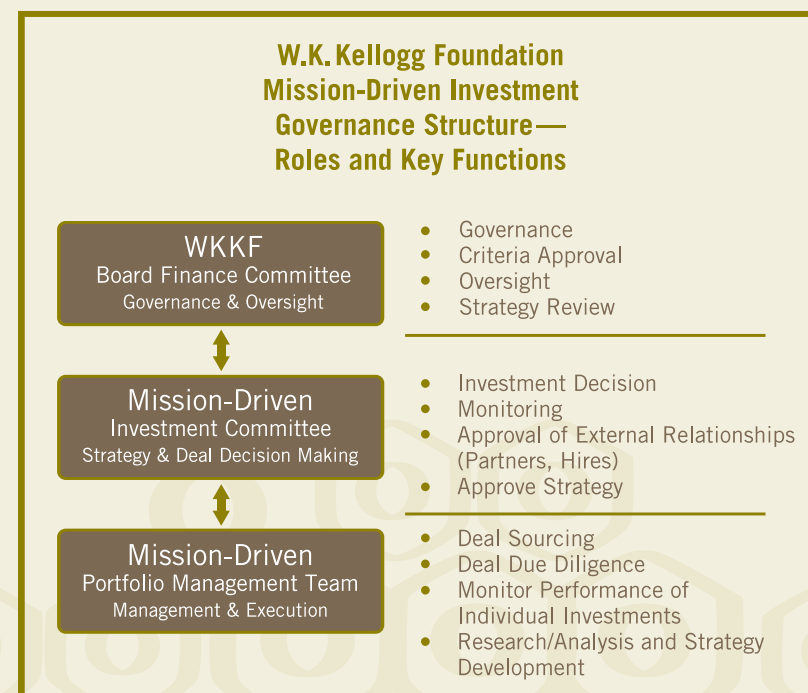 W.K. Kellogg Foundation
Mission-Driven Investment
Governance Structure—
Roles and Key Functions
WKKF
Board Finance Committee
Governance & Oversight
• Governance
• Criteria Approval
• Oversight
• Strategy Review
Mission-Driven
Investment Committee
Strategy & Deal Decision Making
• Investment Decision
• Monitoring
• Approval of External Relationships
(Partners, Hires)
• Approve Strategy
Mission-Driven
Portfolio Management Team
Management & Execution
• Deal Sourcing
• Deal Due Diligence
• Monitor Performance of
Individual Investments
• Research/Analysis and Strategy
Development